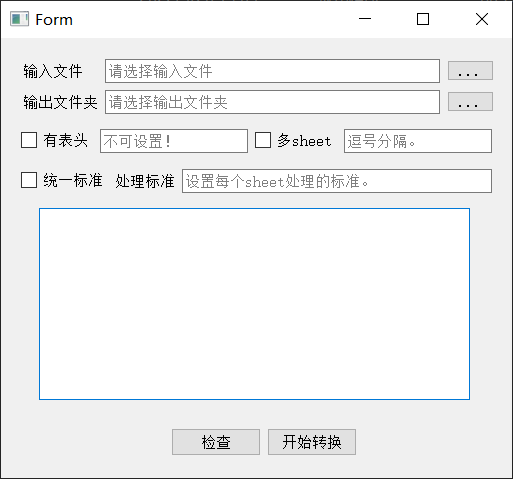 Form
输入文件 请选择输入文件 ...
输出文件夹 请选择输出文件夹 ...
有表头 不可设置! 多sheet 逗号分隔。
统一标准 处理标准 设置每个sheet处理的标准。
检查 开始转换